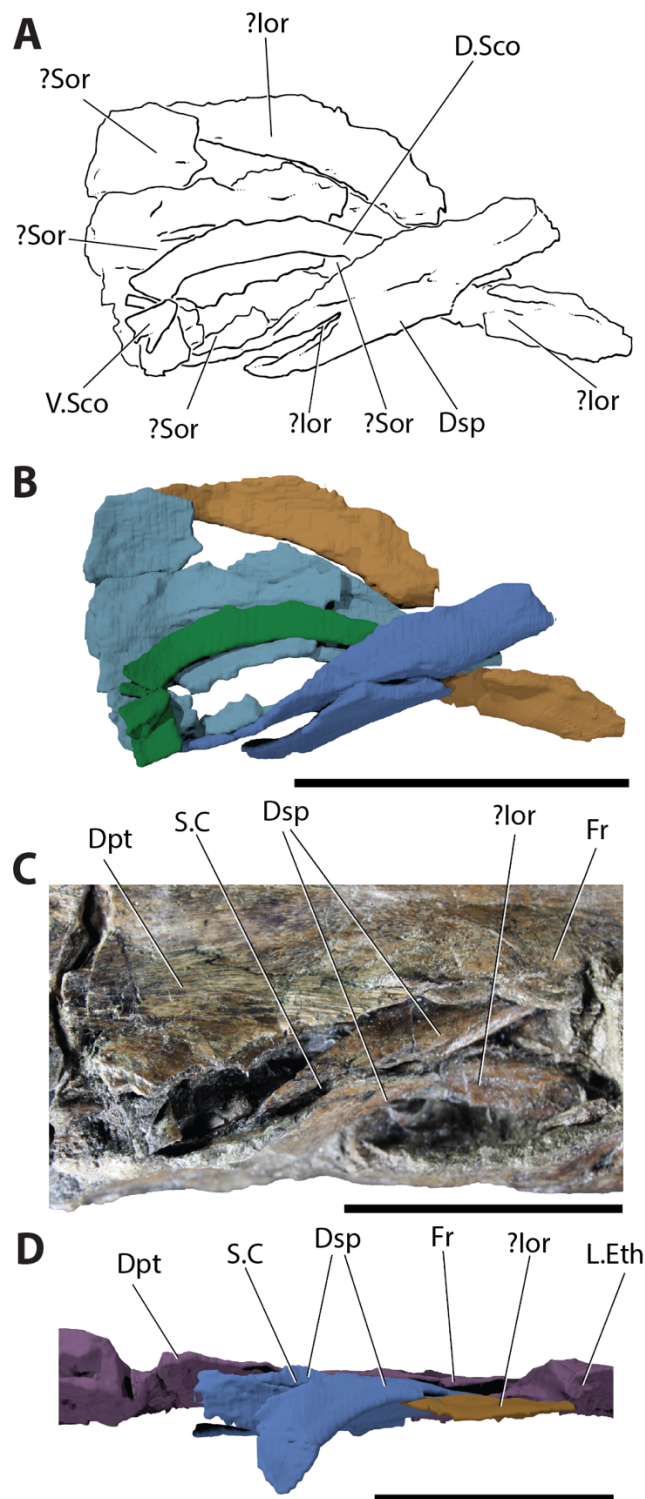 A
?Ior
D.Sco
?Sor
?Sor
V.Sco
?Sor
?Ior
?Sor
Dsp
?Ior
B
C
Dpt
S.C
Dsp
?Ior
Fr
D
Dpt
S.C
Dsp
Fr
?Ior
L.Eth